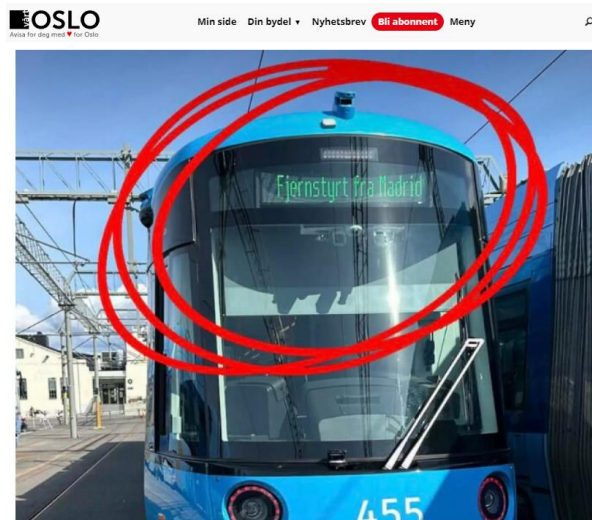 vårt OSLO
Avisa for deg med ♥ for Oslo
Min side Din bydel ▾ Nyhetsbrev Bli abonnent Meny
Fjernstyrt fra Madrid
455